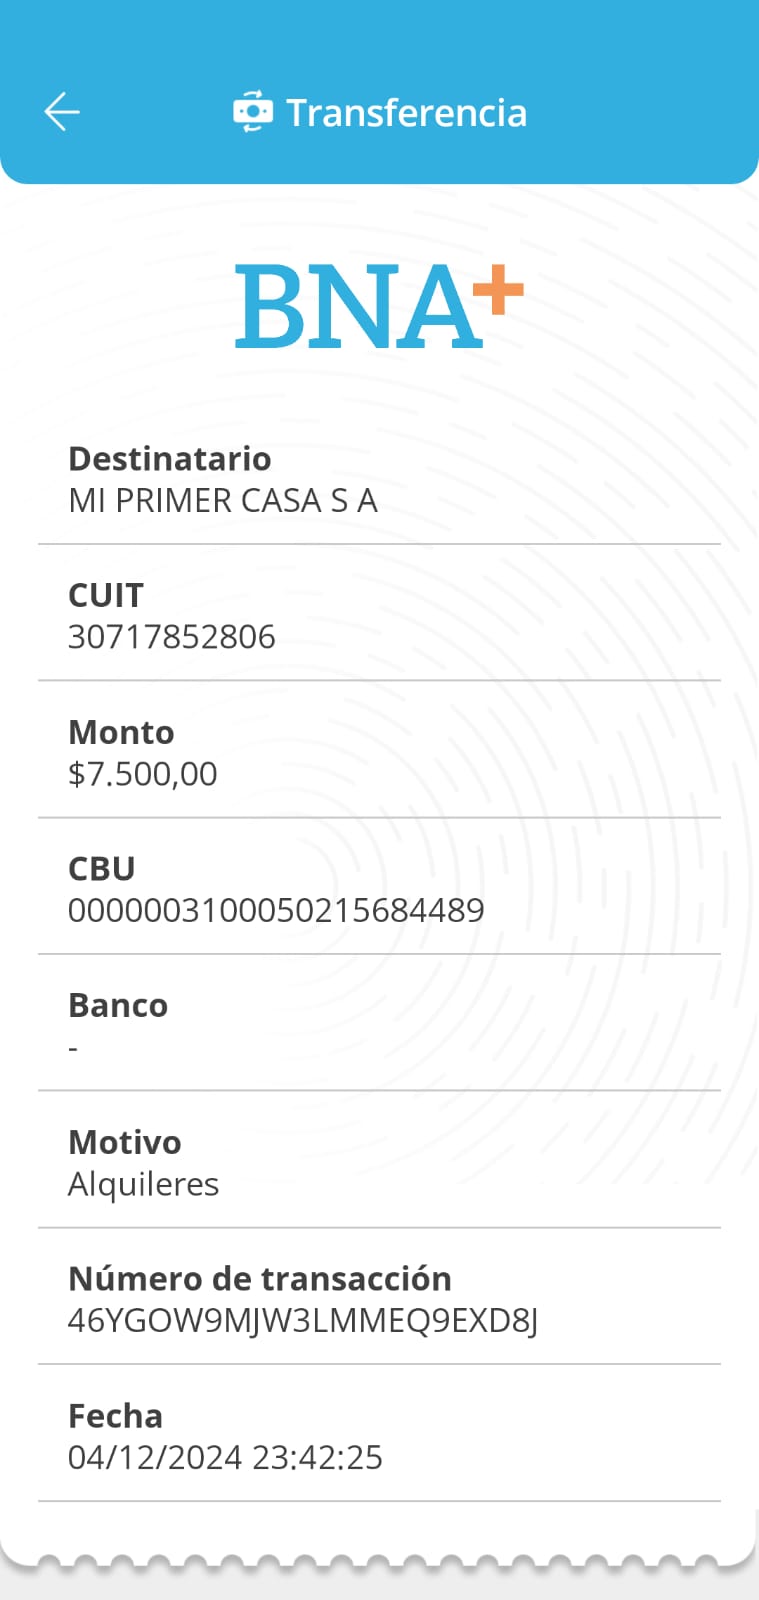 Transferencia
BNA+
Destinatario
MI PRIMER CASA S A
CUIT
30717852806
Monto
$7.500,00
CBU
0000003100050215684489
Banco
-
Motivo
Alquileres
Número de transacción
46YGOW9MJW3LMMEQ9EXD8J
Fecha
04/12/2024 23:42:25